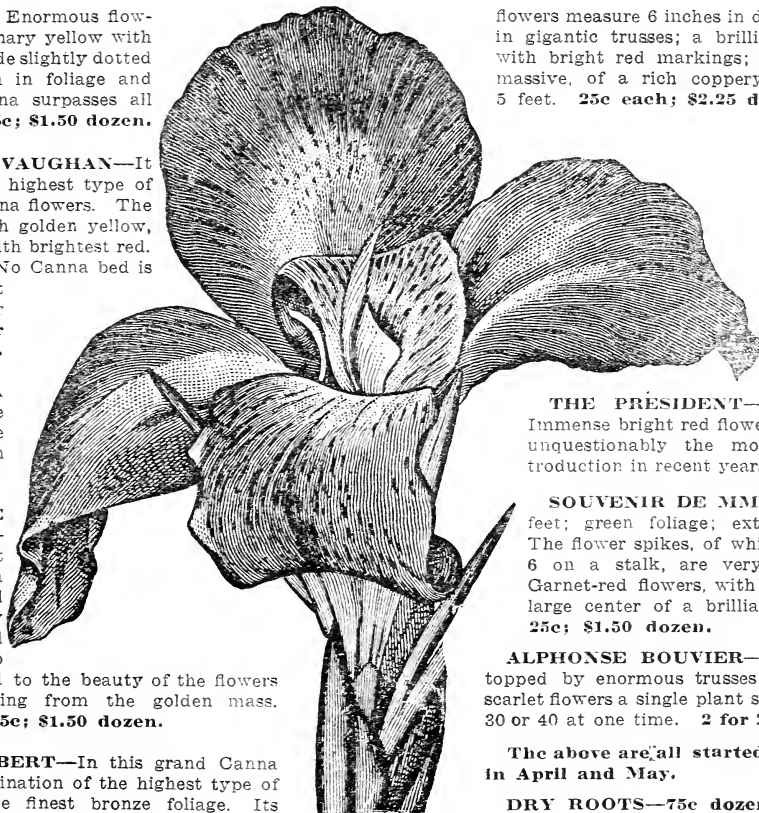 Enormous flow-
nary yellow with
de slightly dotted
in foliage and
na surpasses all
5c; $1.50 dozen.
VAUGHAN—It
highest type of
na flowers. The
h golden yellow,
ith brightest red.
No Canna bed is
to the beauty of the flowers
ing from the golden mass.
5c; $1.50 dozen.
BERT—In this grand Canna
ination of the highest type of
e finest bronze foliage. Its
flowers measure 6 inches in d
in gigantic trusses; a brilli
with bright red markings;
massive, of a rich coppery
5 feet. 25c each; $2.25 d
THE PRESIDENT—
Immense bright red flowe
unquestionably the mo
troduction in recent years
SOUVENIR DE MM
feet; green foliage; ext
The flower spikes, of whi
6 on a stalk, are very
Garnet-red flowers, with
large center of a brillia
25c; $1.50 dozen.
ALPHONSE BOUVIER—
topped by enormous trusses
scarlet flowers a single plant s
30 or 40 at one time. 2 for 2
The above are all started
in April and May.
DRY ROOTS—75c dozen